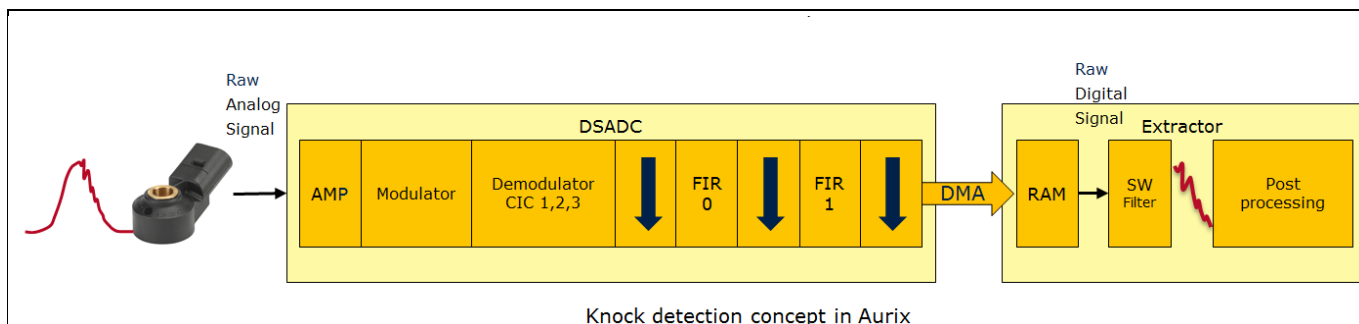 Raw
Analog
Signal
DSADC
AMP
Modulator
Demodulator
CIC 1,2,3
FIR
0
FIR
1
DMA
Raw
Digital
Signal
Extractor
RAM
SW
Filter
Post
processing
Knock detection concept in Aurix